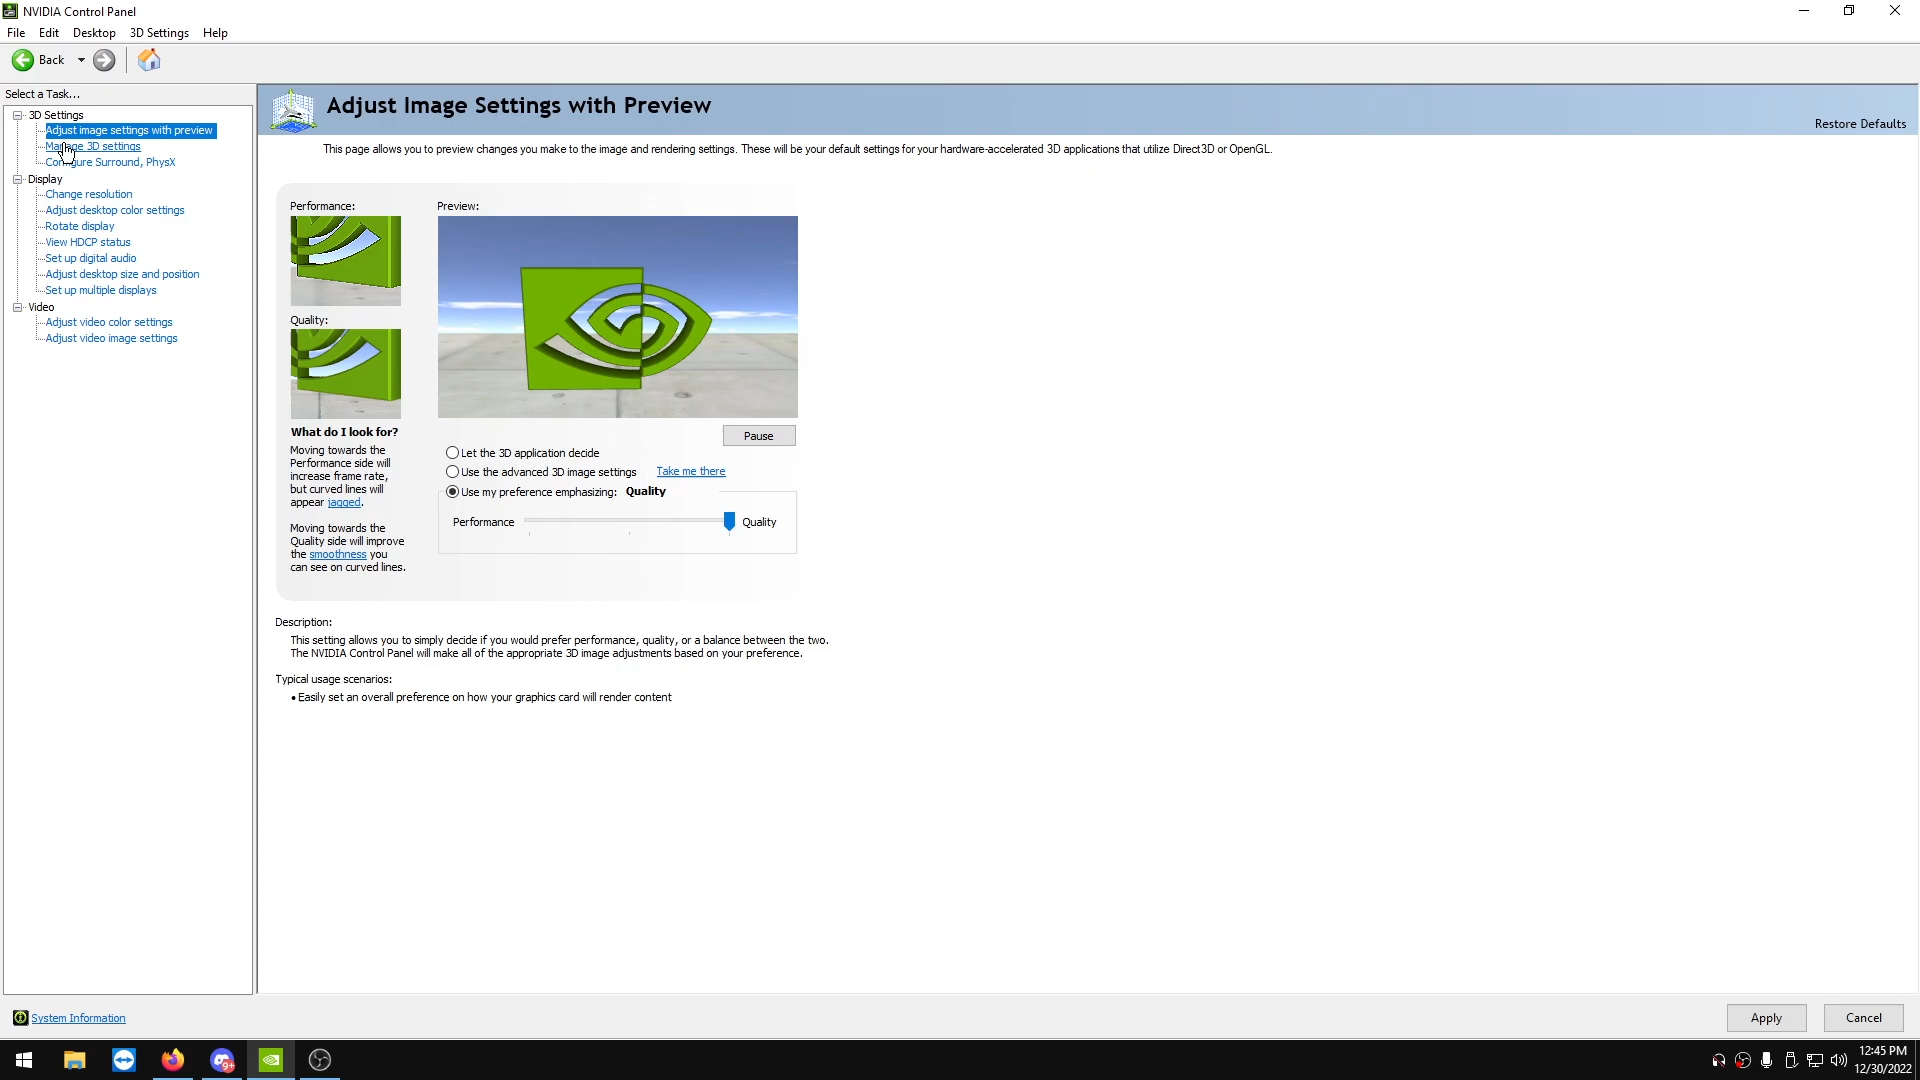 NVIDIA Control Panel
File Edit Desktop 3D Settings Help
Back
Select a Task...
3D Settings
Adjust image settings with preview
Manage 3D settings
Configure Surround, PhysX
Display
Change resolution
Adjust desktop color settings
Rotate display
View HDCP status
Set up digital audio
Adjust desktop size and position
Set up multiple displays
Video
Adjust video color settings
Adjust video image settings
Adjust Image Settings with Preview
Restore Defaults
This page allows you to preview changes you make to the image and rendering settings. These will be your default settings for your hardware-accelerated 3D applications that utilize Direct3D or OpenGL.
Performance:
Preview:
Quality:
What do I look for?
Moving towards the
Performance side will
increase frame rate,
but curved lines will
appear jagged.
Moving towards the
Quality side will improve
the smoothness you
can see on curved lines.
Pause
Let the 3D application decide
Use the advanced 3D image settings Take me there
Use my preference emphasizing: Quality
Performance Quality
Description:
This setting allows you to simply decide if you would prefer performance, quality, or a balance between the two.
The NVIDIA Control Panel will make all of the appropriate 3D image adjustments based on your preference.
Typical usage scenarios:
• Easily set an overall preference on how your graphics card will render content
System Information
Apply Cancel
9+
12:45 PM
12/30/2022